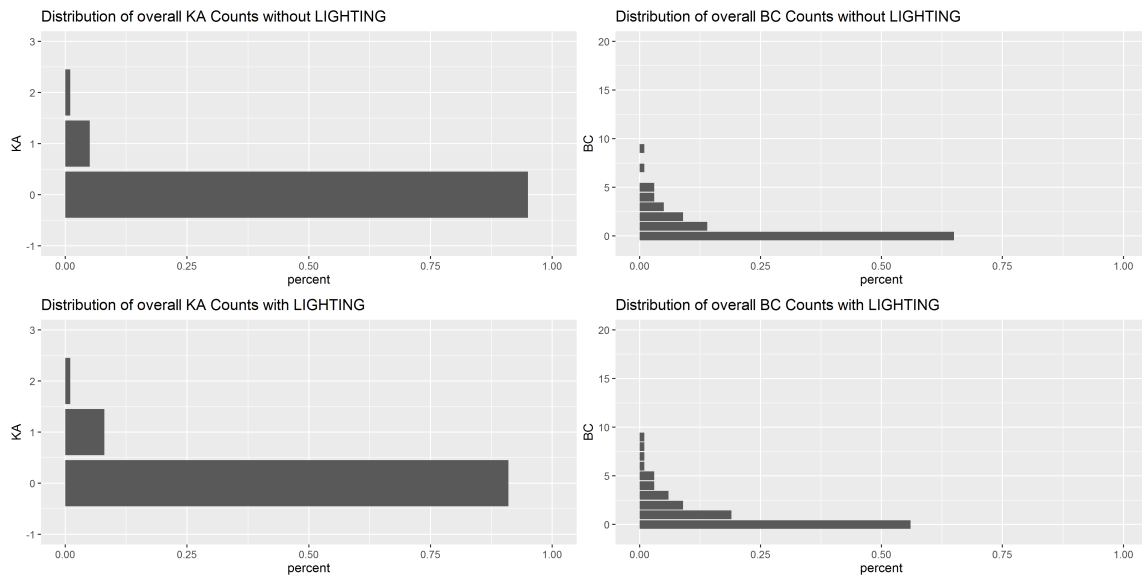 Distribution of overall KA Counts without LIGHTING
3
2
1
0
-1
KA
0.00 0.25 0.50 0.75 1.00
percent
Distribution of overall BC Counts without LIGHTING
20
15
10
5
0
BC
0.00 0.25 0.50 0.75 1.00
percent
Distribution of overall KA Counts with LIGHTING
3
2
1
0
-1
KA
0.00 0.25 0.50 0.75 1.00
percent
Distribution of overall BC Counts with LIGHTING
20
15
10
5
0
BC
0.00 0.25 0.50 0.75 1.00
percent